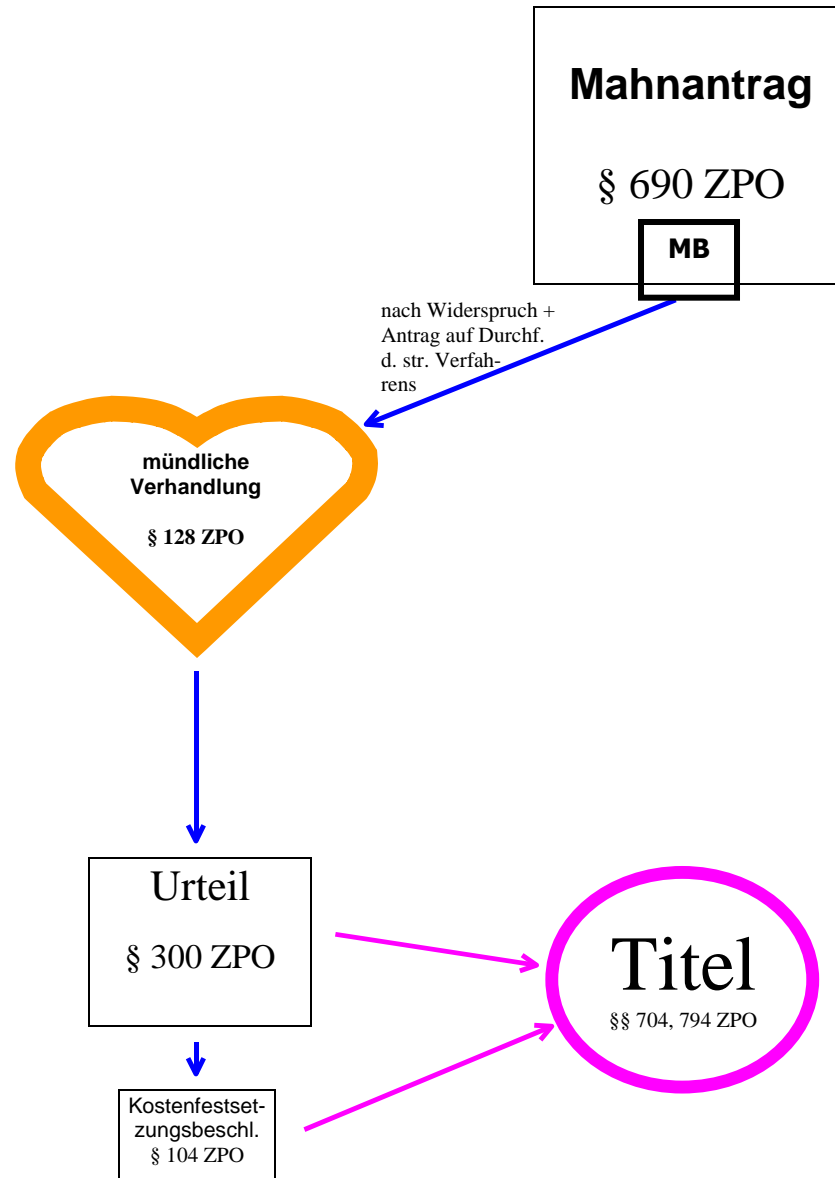 Mahnantrag
§ 690 ZPO
MB
nach Widerspruch +
Antrag auf Durchf.
d. str. Verfah-
rens
mündliche
Verhandlung
§ 128 ZPO
Urteil
§ 300 ZPO
Titel
§§ 704, 794 ZPO
Kostenfestset-
zungsbeschl.
§ 104 ZPO